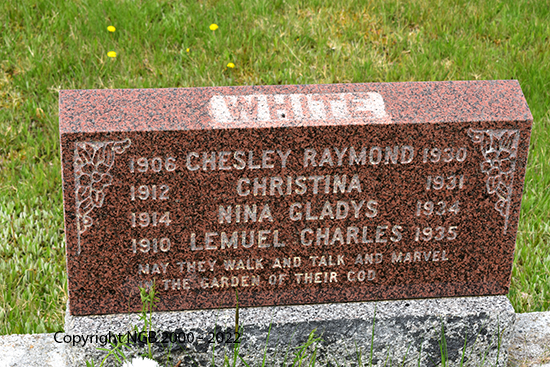 WHITE
1906 CHESLEY RAYMOND 1930
1912 CHRISTINA 1931
1914 NINA GLADYS 1934
1910 LEMUEL CHARLES 1935
MAY THEY WALK AND TALK AND MARVEL
THE GARDEN OF THEIR GOD
Copyright NGB 2000 - 2022